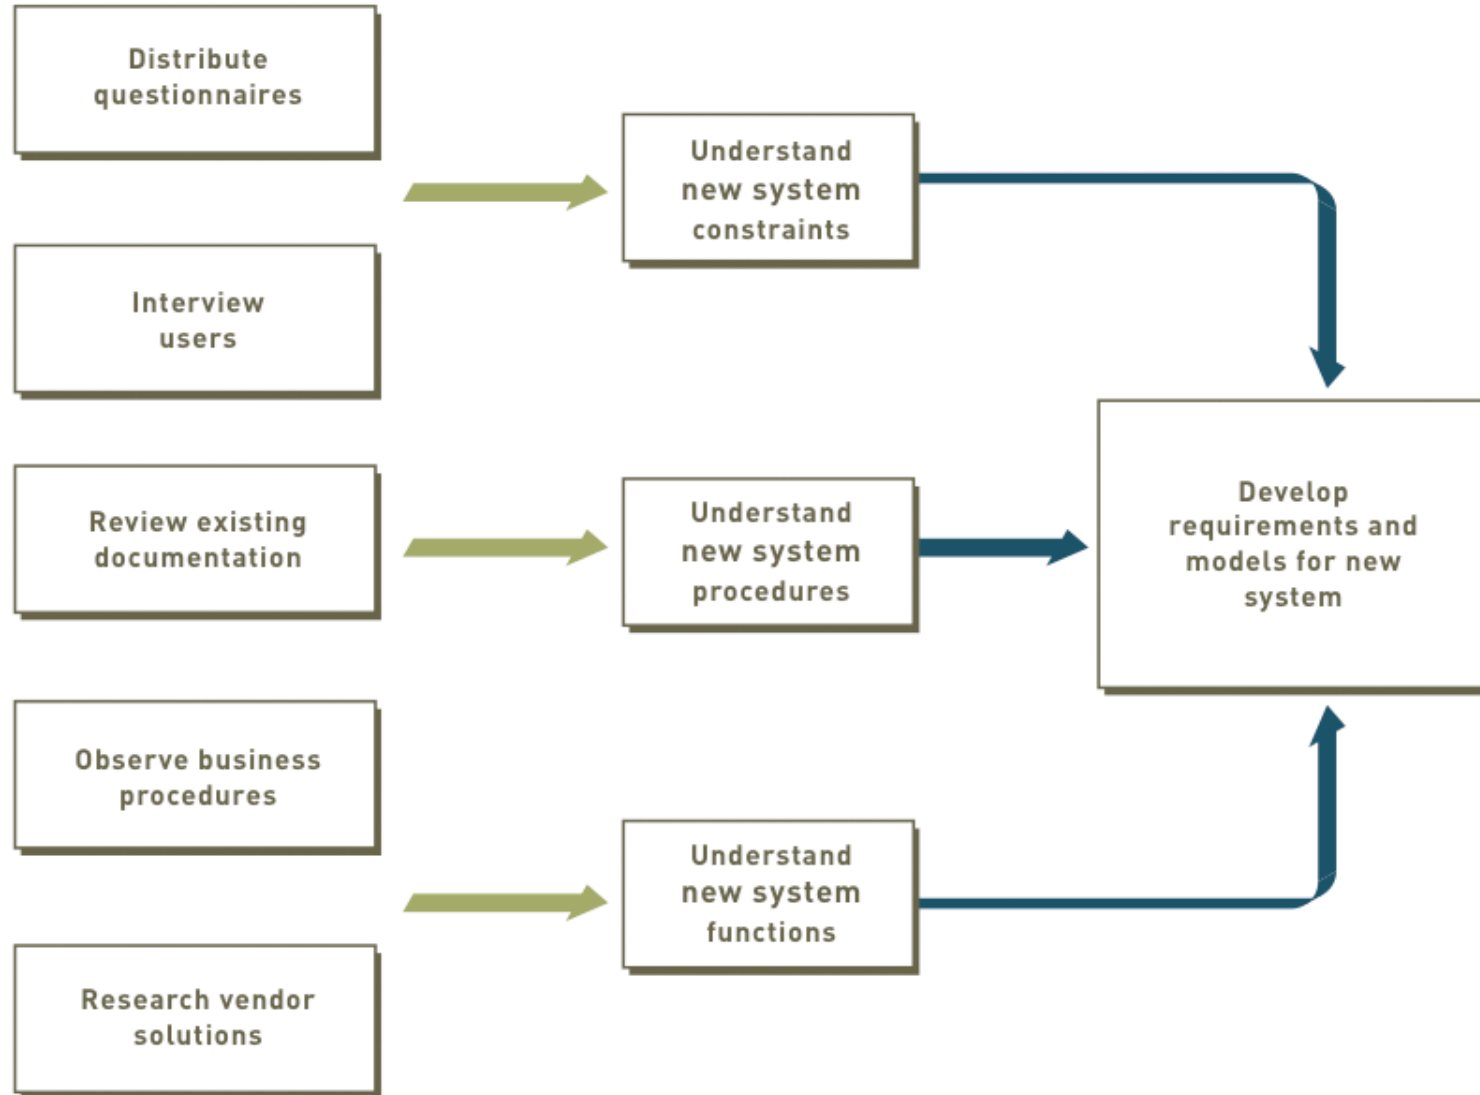 Distribute
questionnaires
Interview
users
Review existing
documentation
Observe business
procedures
Research vendor
solutions
Understand
new system
constraints
Understand
new system
procedures
Understand
new system
functions
Develop
requirements and
models for new
system